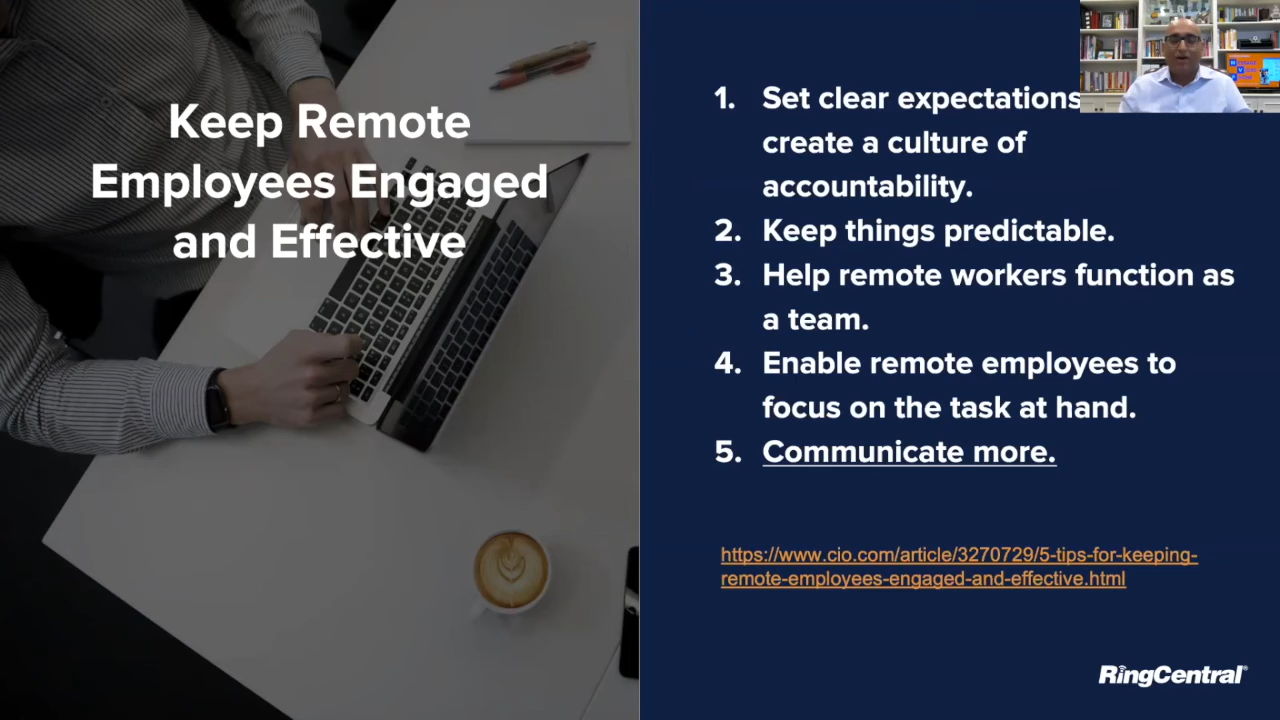 Keep Remote
Employees Engaged
and Effective
1. Set clear expectations
create a culture of
accountability.
2. Keep things predictable.
3. Help remote workers function as
a team.
4. Enable remote employees to
focus on the task at hand.
5. Communicate more.
https://www.cio.com/article/3270729/5-tips-for-keeping-
remote-employees-engaged-and-effective.html
RingCentral®